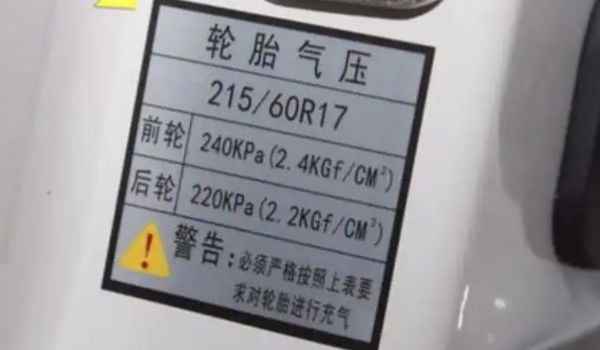 轮胎气压
215/60R17
前轮 240KPa(2.4KGf/CM²)
后轮 220KPa(2.2KGf/CM²)
警告:必须严格按照上表要
求对轮胎进行充气